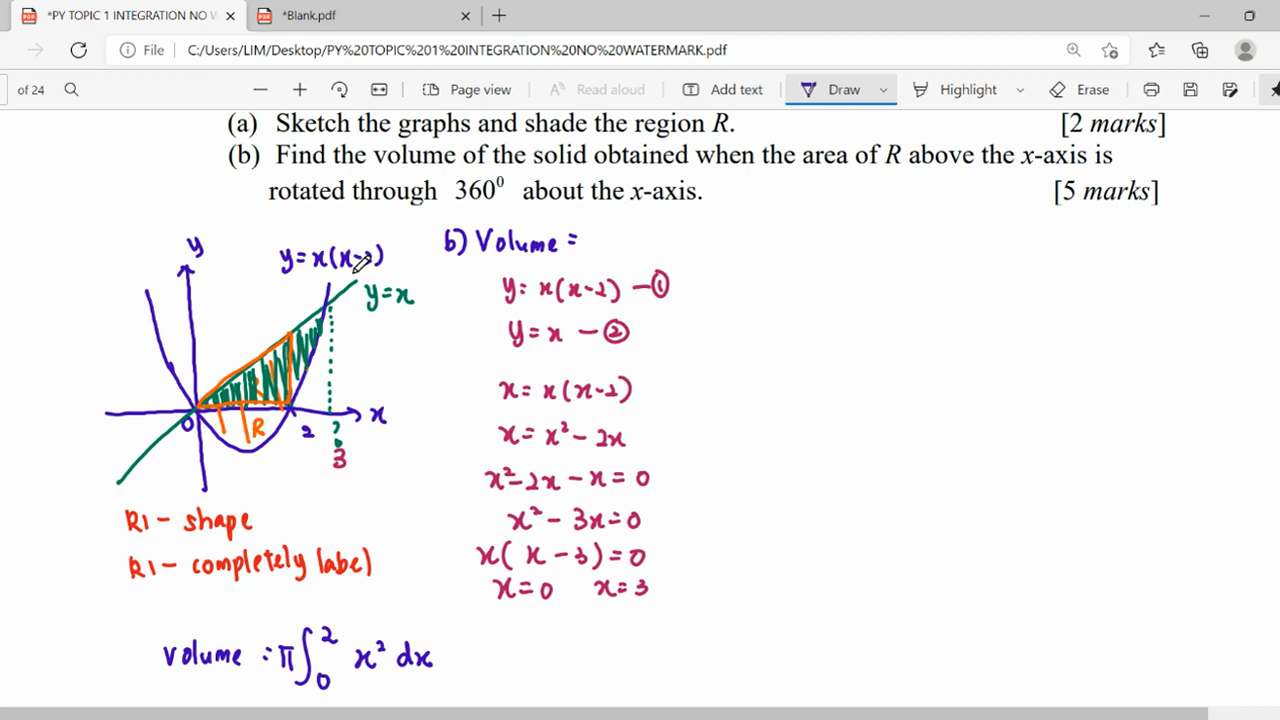 *PY TOPIC 1 INTEGRATION NO W
*Blank.pdf
File
C:/Users/LIM/Desktop/PY%20TOPIC%201%20INTEGRATION%20NO%20WATERMARK.pdf
of 24
Page view
Read aloud
Add text
Draw
Highlight
Erase
(a) Sketch the graphs and shade the region R. [2 marks]
(b) Find the volume of the solid obtained when the area of R above the x-axis is
rotated through 360⁰ about the x-axis. [5 marks]
y
y = x(x-2)
y = x
x
0
R
2
?
3
R1 - shape
R1 - completely label
b) Volume =
y = x(x-2) —①
y = x —②
x = x(x-2)
x = x² - 2x
x² - 2x - x = 0
x² - 3x = 0
x(x - 3) = 0
x = 0 x = 3
Volume : π∫₀² x² dx